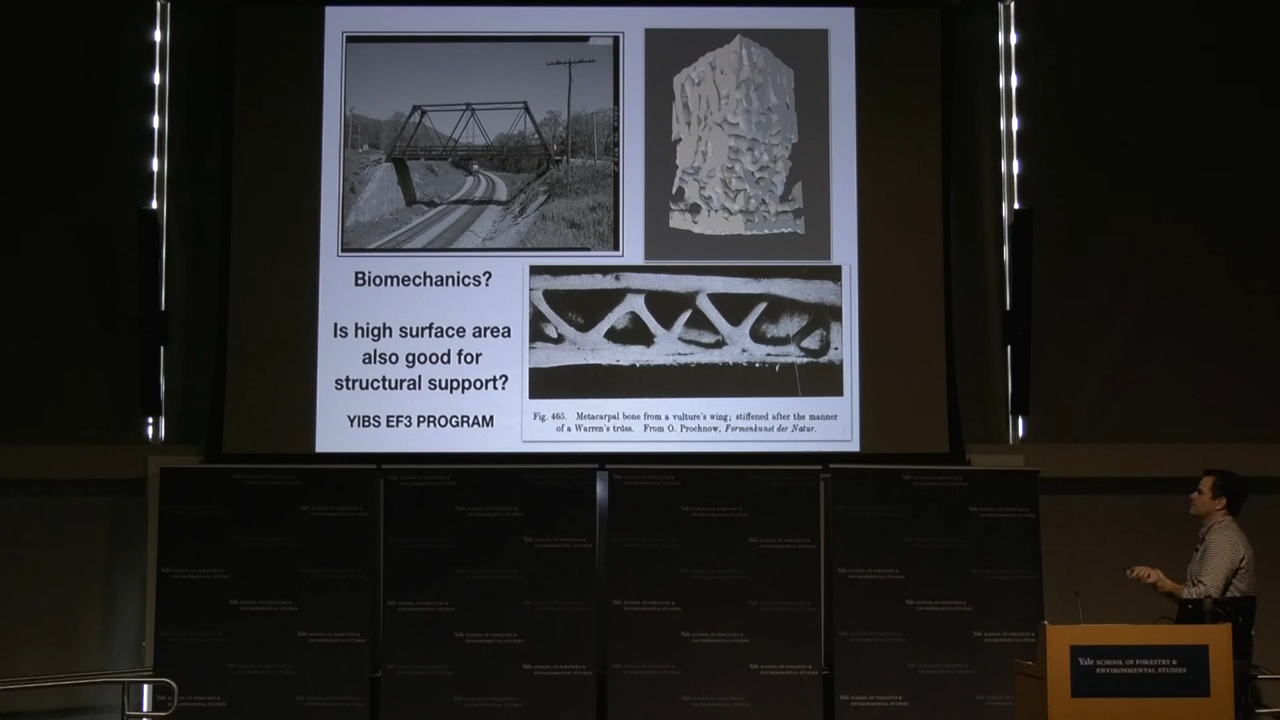 Biomechanics?
Is high surface area
also good for
structural support?
YIBS EF3 PROGRAM
Fig. 465. Metacarpal bone from a vulture's wing; stiffened after the manner
of a Warren's truss. From O. Prochnow, Formenkunst der Natur.
Yale SCHOOL OF FORESTRY &
ENVIRONMENTAL STUDIES